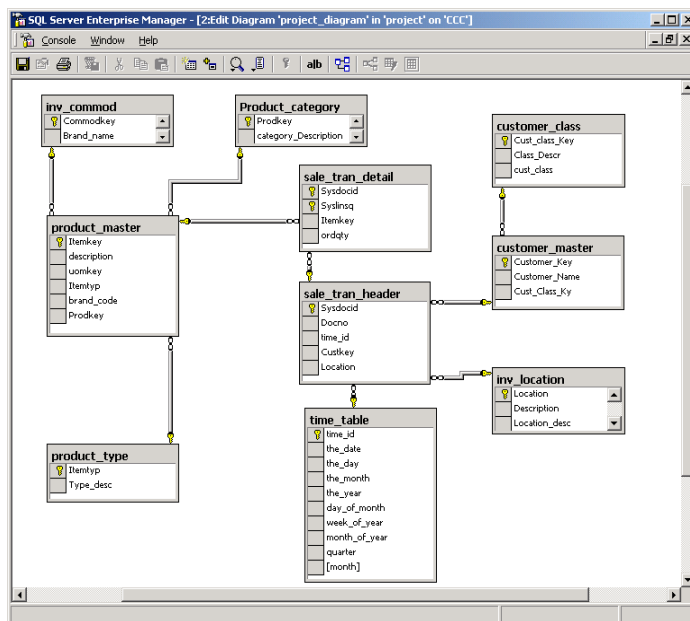 SQL Server Enterprise Manager - [2:Edit Diagram 'project_diagram' in 'project' on 'CCC']
Console Window Help
a|b
inv_commod
Commodkey
Brand_name
Product_category
Prodkey
category_Description
customer_class
Cust_class_Key
Class_Descr
cust_class
sale_tran_detail
Sysdocid
Syslinsq
Itemkey
ordqty
product_master
Itemkey
description
uomkey
Itemtyp
brand_code
Prodkey
customer_master
Customer_Key
Customer_Name
Cust_Class_Ky
sale_tran_header
Sysdocid
Docno
time_id
Custkey
Location
inv_location
Location
Description
Location_desc
time_table
time_id
the_date
the_day
the_month
the_year
day_of_month
week_of_year
month_of_year
quarter
[month]
product_type
Itemtyp
Type_desc